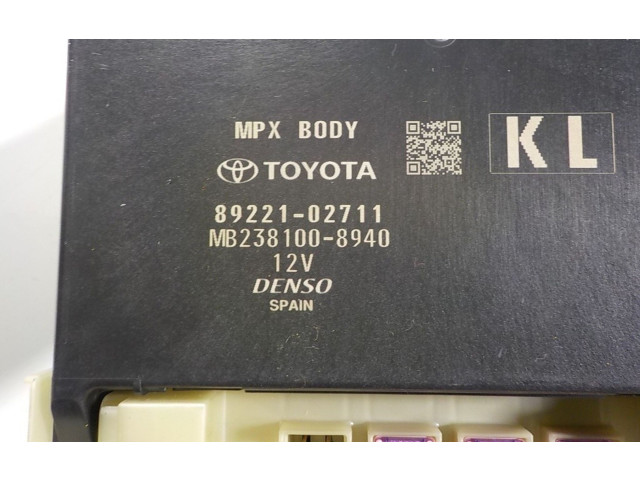 MPX BODY
TOYOTA
89221-02711
MB238100-8940
12V
DENSO
SPAIN
KL